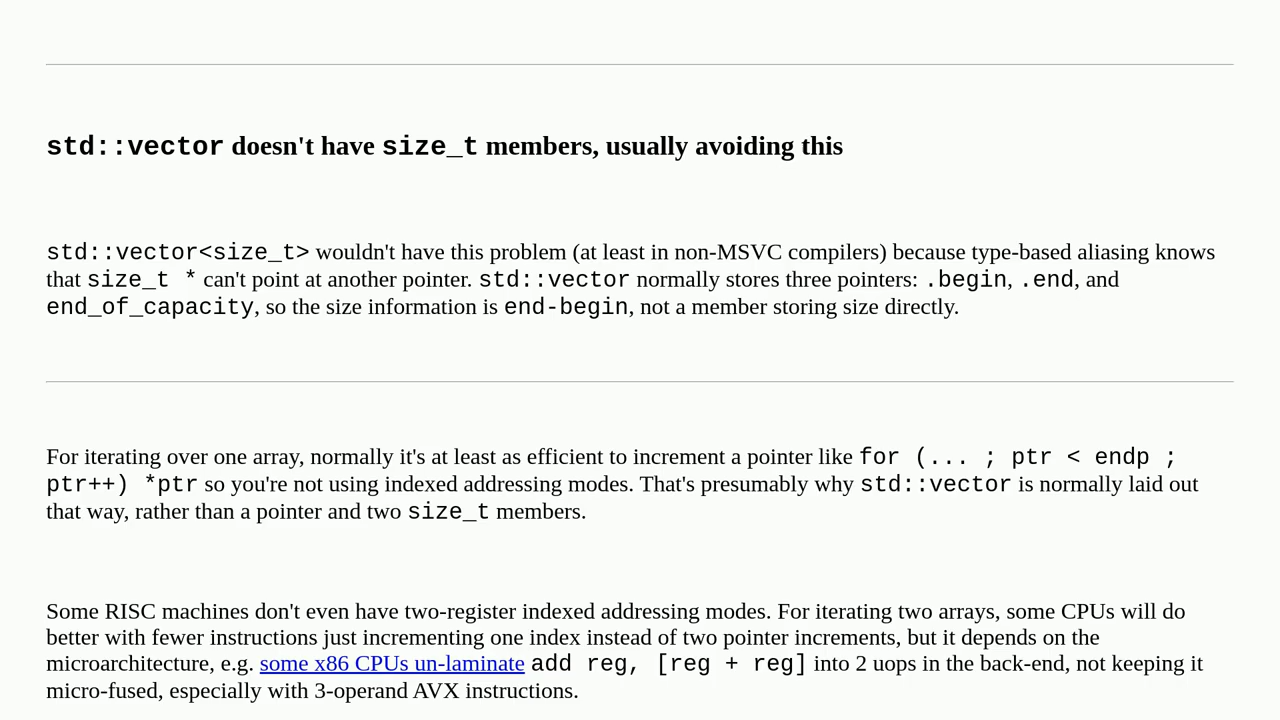 std::vector doesn't have size_t members, usually avoiding this
std::vector<size_t> wouldn't have this problem (at least in non-MSVC compilers) because type-based aliasing knows
that size_t * can't point at another pointer. std::vector normally stores three pointers: .begin, .end, and
end_of_capacity, so the size information is end-begin, not a member storing size directly.
For iterating over one array, normally it's at least as efficient to increment a pointer like for (... ; ptr < endp ;
ptr++) *ptr so you're not using indexed addressing modes. That's presumably why std::vector is normally laid out
that way, rather than a pointer and two size_t members.
Some RISC machines don't even have two-register indexed addressing modes. For iterating two arrays, some CPUs will do
better with fewer instructions just incrementing one index instead of two pointer increments, but it depends on the
microarchitecture, e.g. some x86 CPUs un-laminate add reg, [reg + reg] into 2 uops in the back-end, not keeping it
micro-fused, especially with 3-operand AVX instructions.